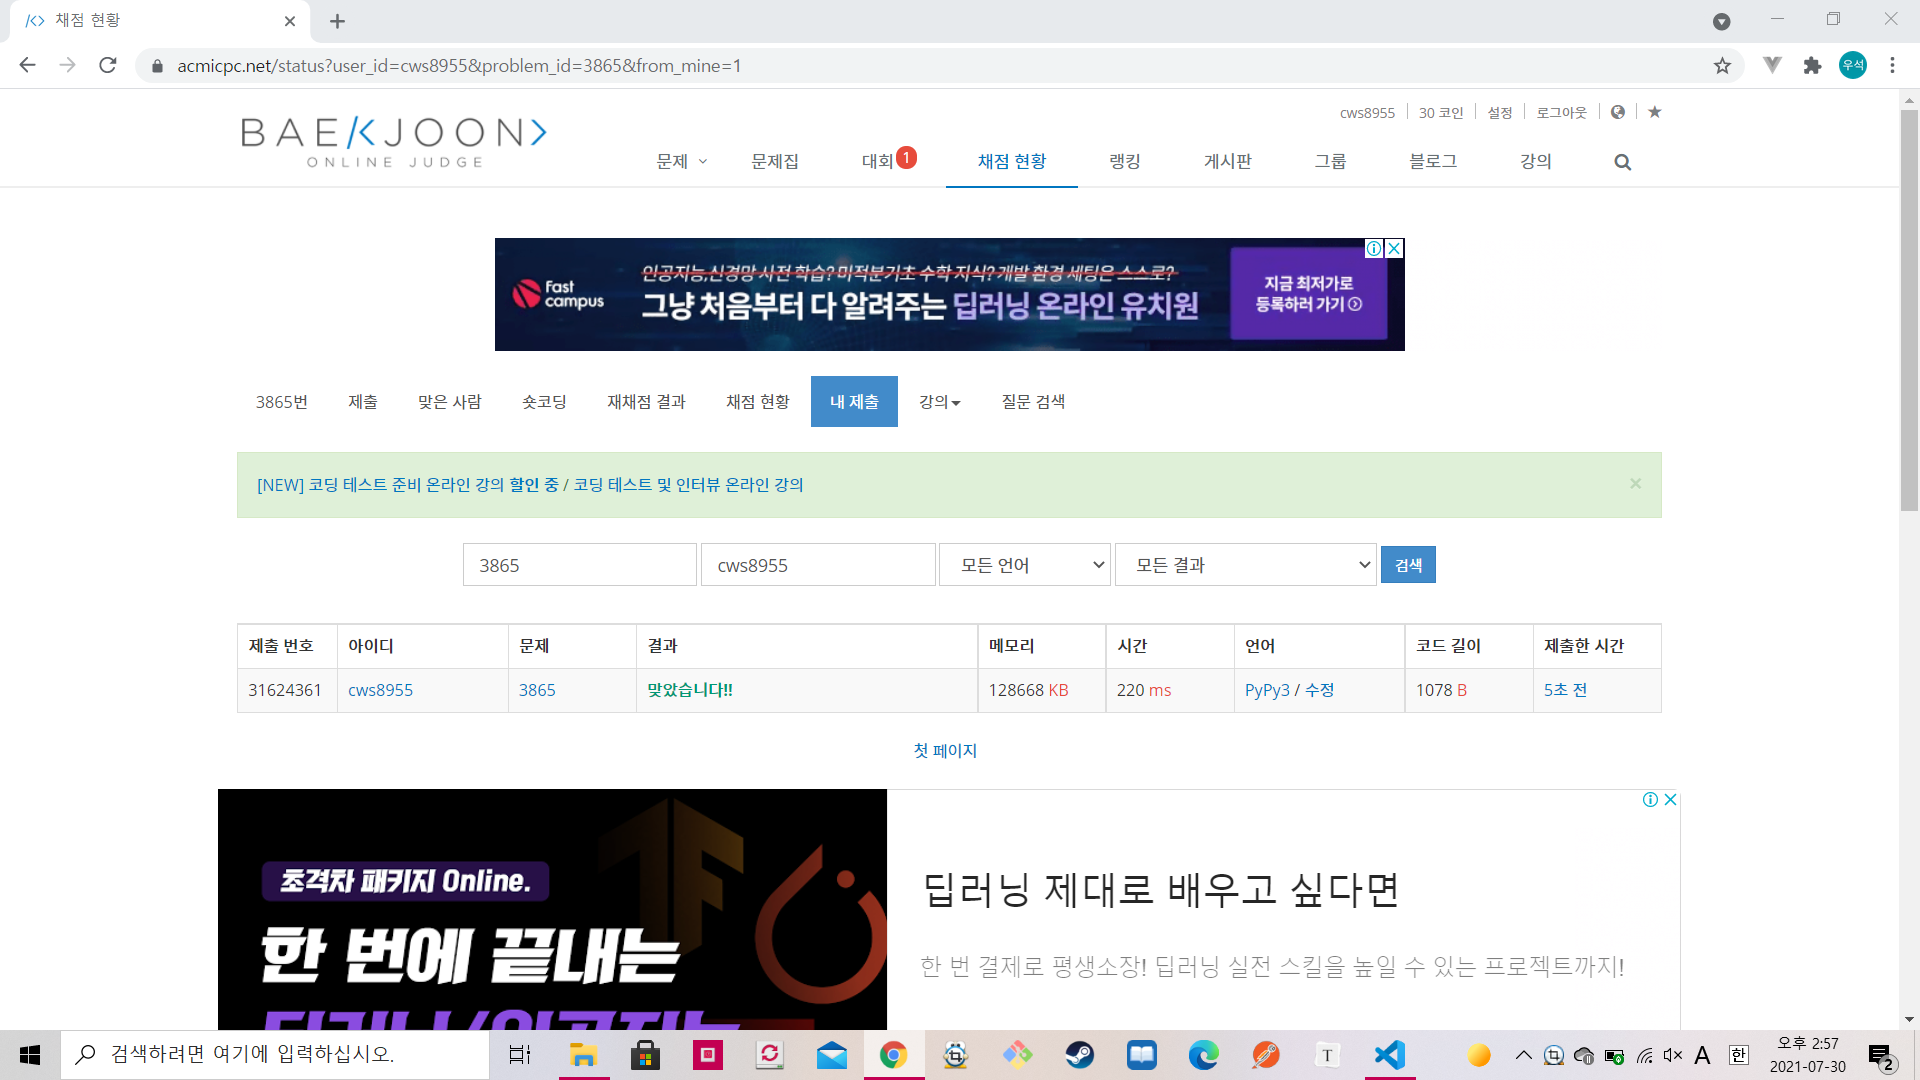 채점 현황
acmicpc.net/status?user_id=cws8955&problem_id=3865&from_mine=1
우석
cws8955 30 코인 설정 로그아웃
BAEKJOON
ONLINE JUDGE
문제 문제집 대회 1 채점 현황 랭킹 게시판 그룹 블로그 강의
Fast campus
인공지능,신경망 사전 학습? 미적분기초 수학 지식? 개발 환경 세팅은 스스로?
그냥 처음부터 다 알려주는 딥러닝 온라인 유치원
지금 최저가로
등록하러 가기
3865번 제출 맞은 사람 숏코딩 재채점 결과 채점 현황 내 제출 강의 질문 검색
[NEW] 코딩 테스트 준비 온라인 강의 할인 중 / 코딩 테스트 및 인터뷰 온라인 강의
×
3865 cws8955 모든 언어 모든 결과 검색
제출 번호 아이디 문제 결과 메모리 시간 언어 코드 길이 제출한 시간
31624361 cws8955 3865 맞았습니다!! 128668 KB 220 ms PyPy3 / 수정 1078 B 5초 전
첫 페이지
초격차 패키지 Online.
한 번에 끝내는
딥러닝 제대로 배우고 싶다면
한 번 결제로 평생소장! 딥러닝 실전 스킬을 높일 수 있는 프로젝트까지!
검색하려면 여기에 입력하십시오.
T
A
한
오후 2:57
2021-07-30
2